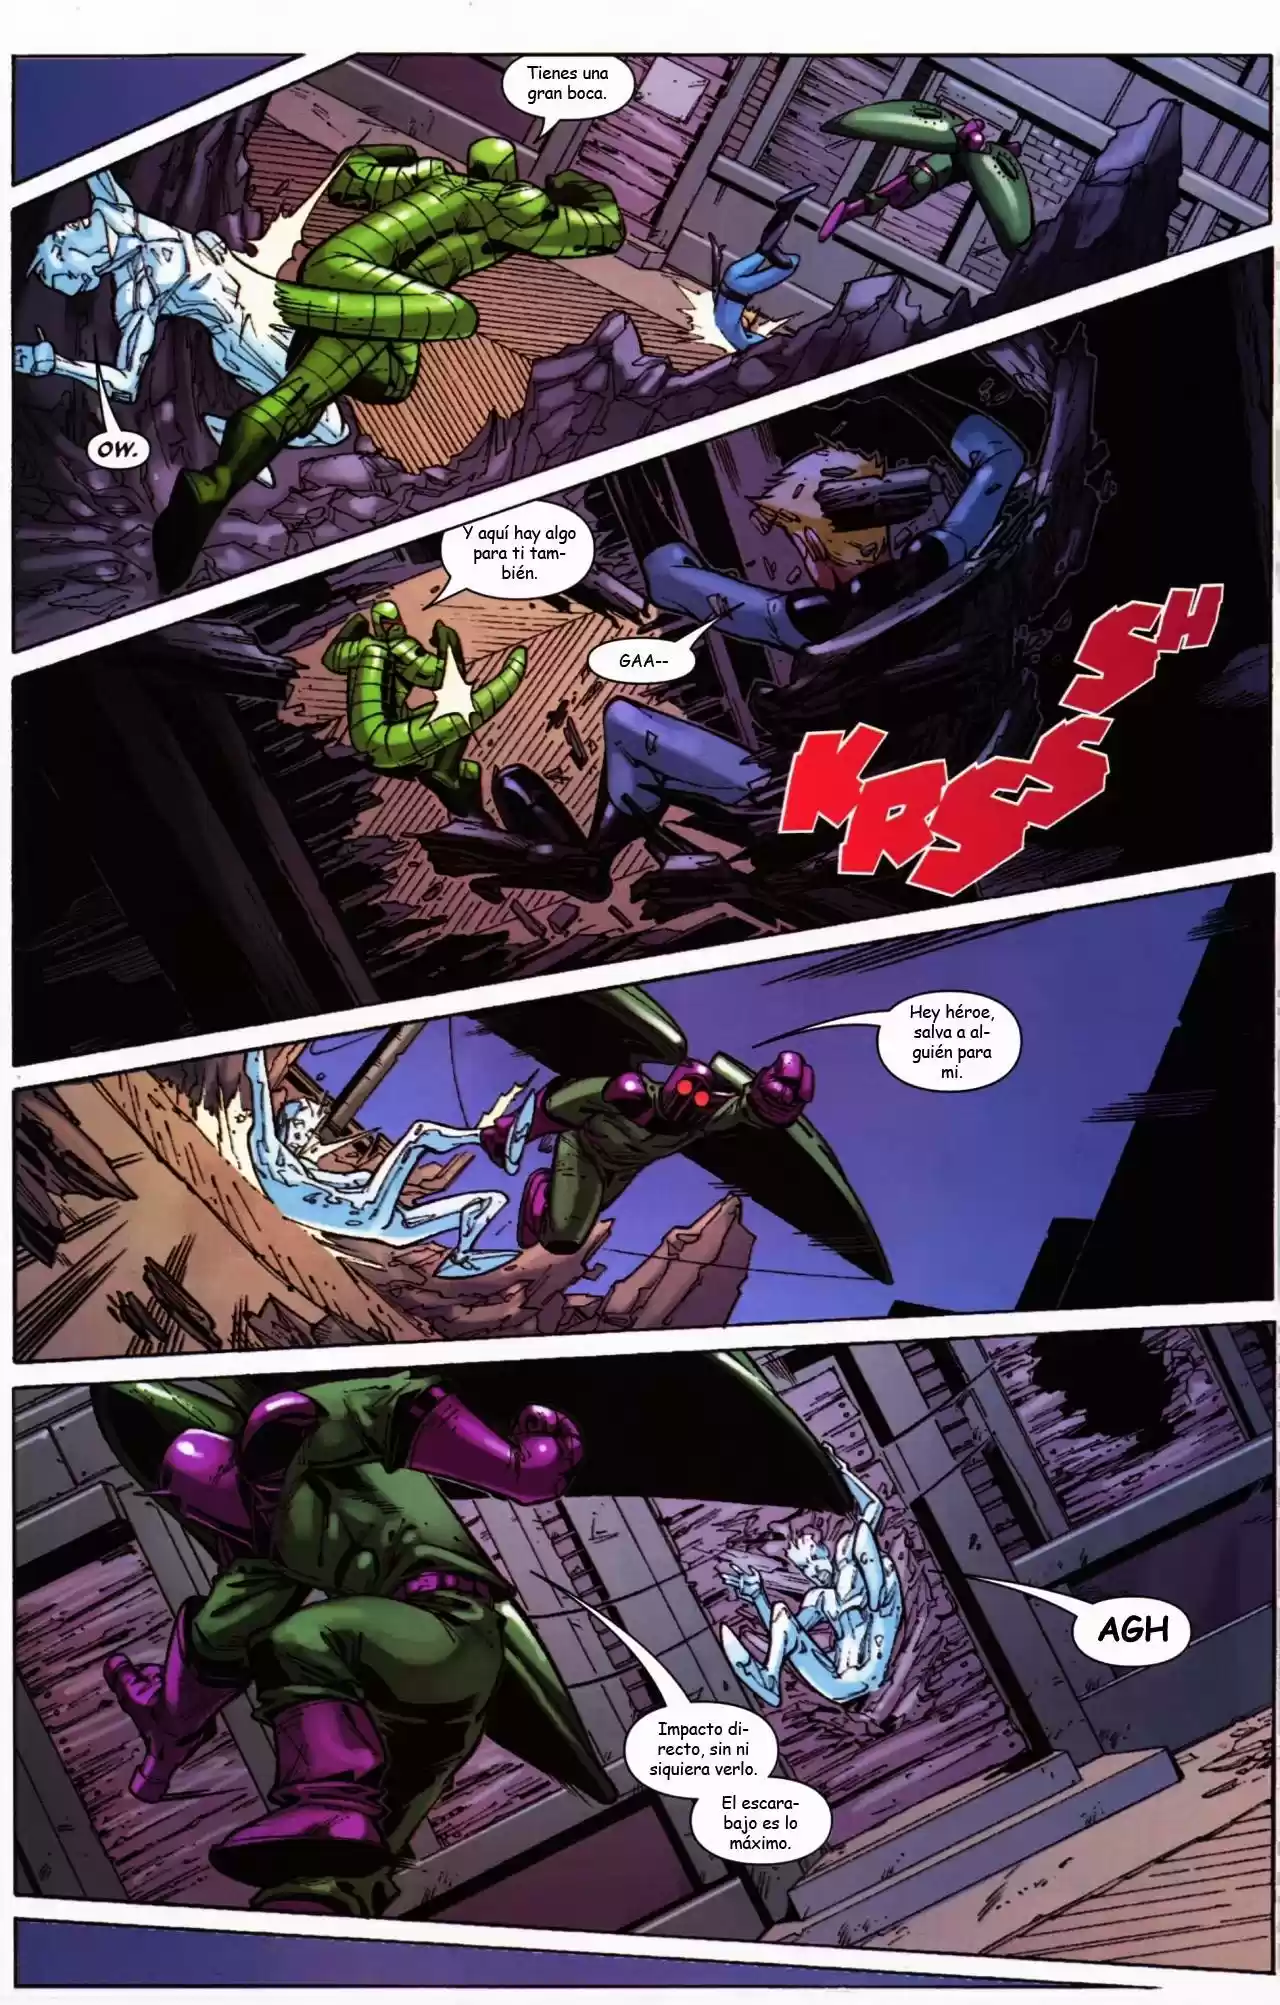 Tienes una
gran boca.
OW.
Y aquí hay algo
para ti tam-
bién.
GAA--
KRSSSSH
Hey héroe,
salva a al-
guién para
mi.
AGH
Impacto di-
recto, sin ni
siquiera verlo.
El escara-
bajo es lo
máximo.